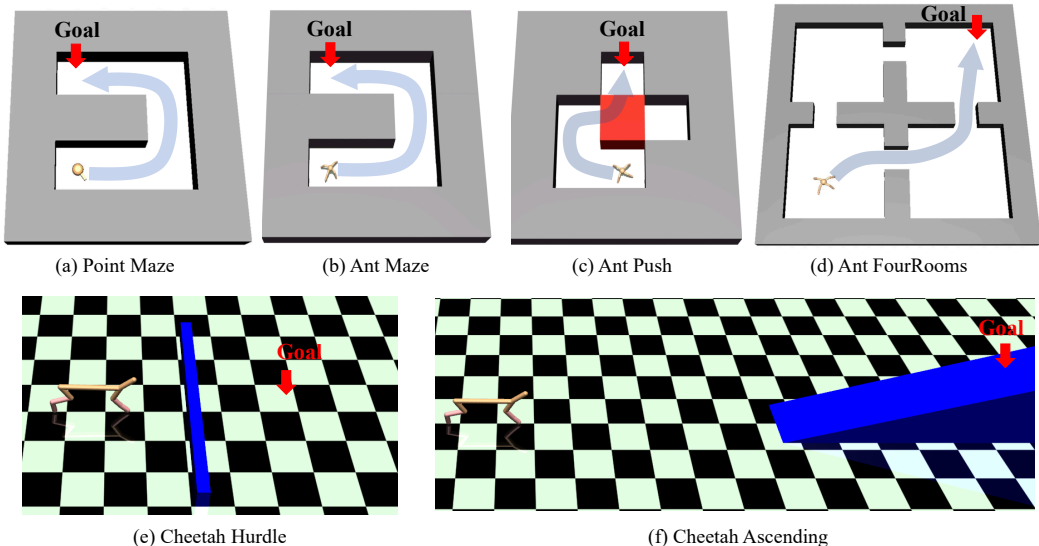 Goal
Goal
Goal
Goal
(a) Point Maze
(b) Ant Maze
(c) Ant Push
(d) Ant FourRooms
Goal
Goal
(e) Cheetah Hurdle
(f) Cheetah Ascending